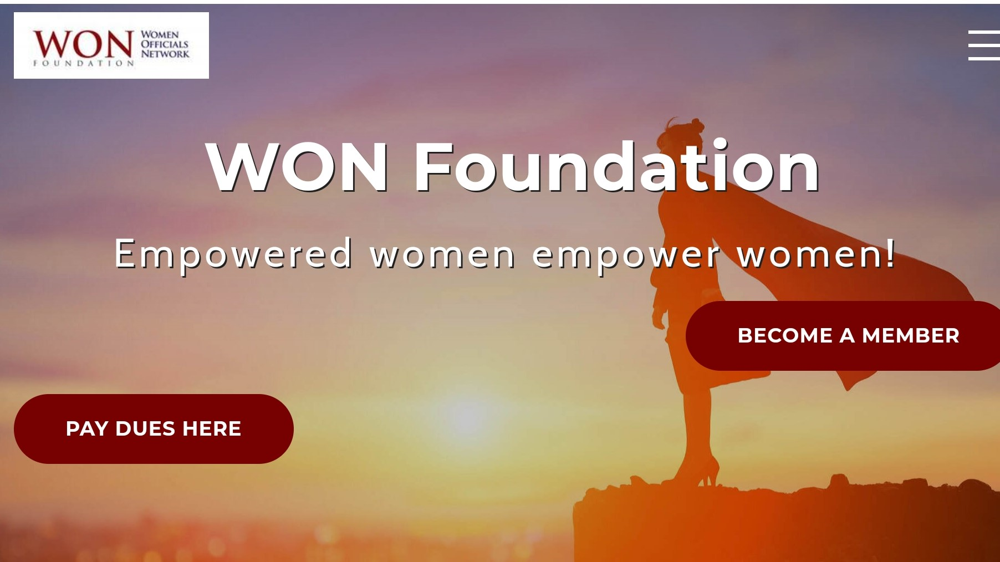 WON
FOUNDATION
WOMEN
OFFICIALS
NETWORK
WON Foundation
Empowered women empower women!
BECOME A MEMBER
PAY DUES HERE